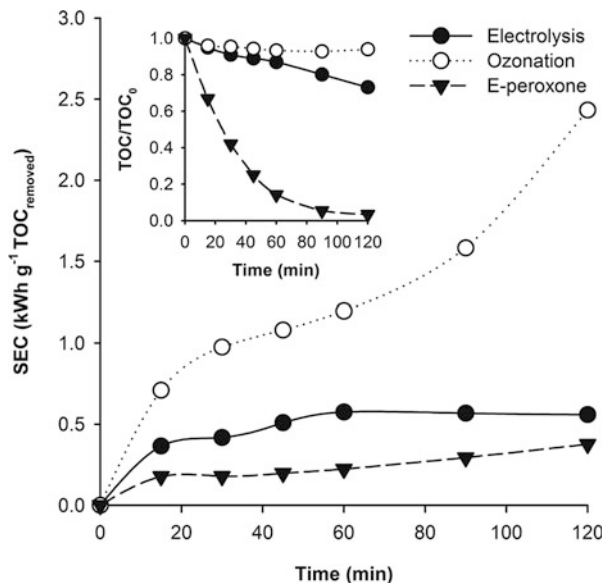 3.0
2.5
2.0
1.5
1.0
0.5
0.0
SEC (kWh g⁻¹ TOC_removed)
0 20 40 60 80 100 120
Time (min)
1.0
0.8
0.6
0.4
0.2
0.0
TOC/TOC₀
0 20 40 60 80 100 120
Time (min)
Electrolysis
Ozonation
E-peroxone